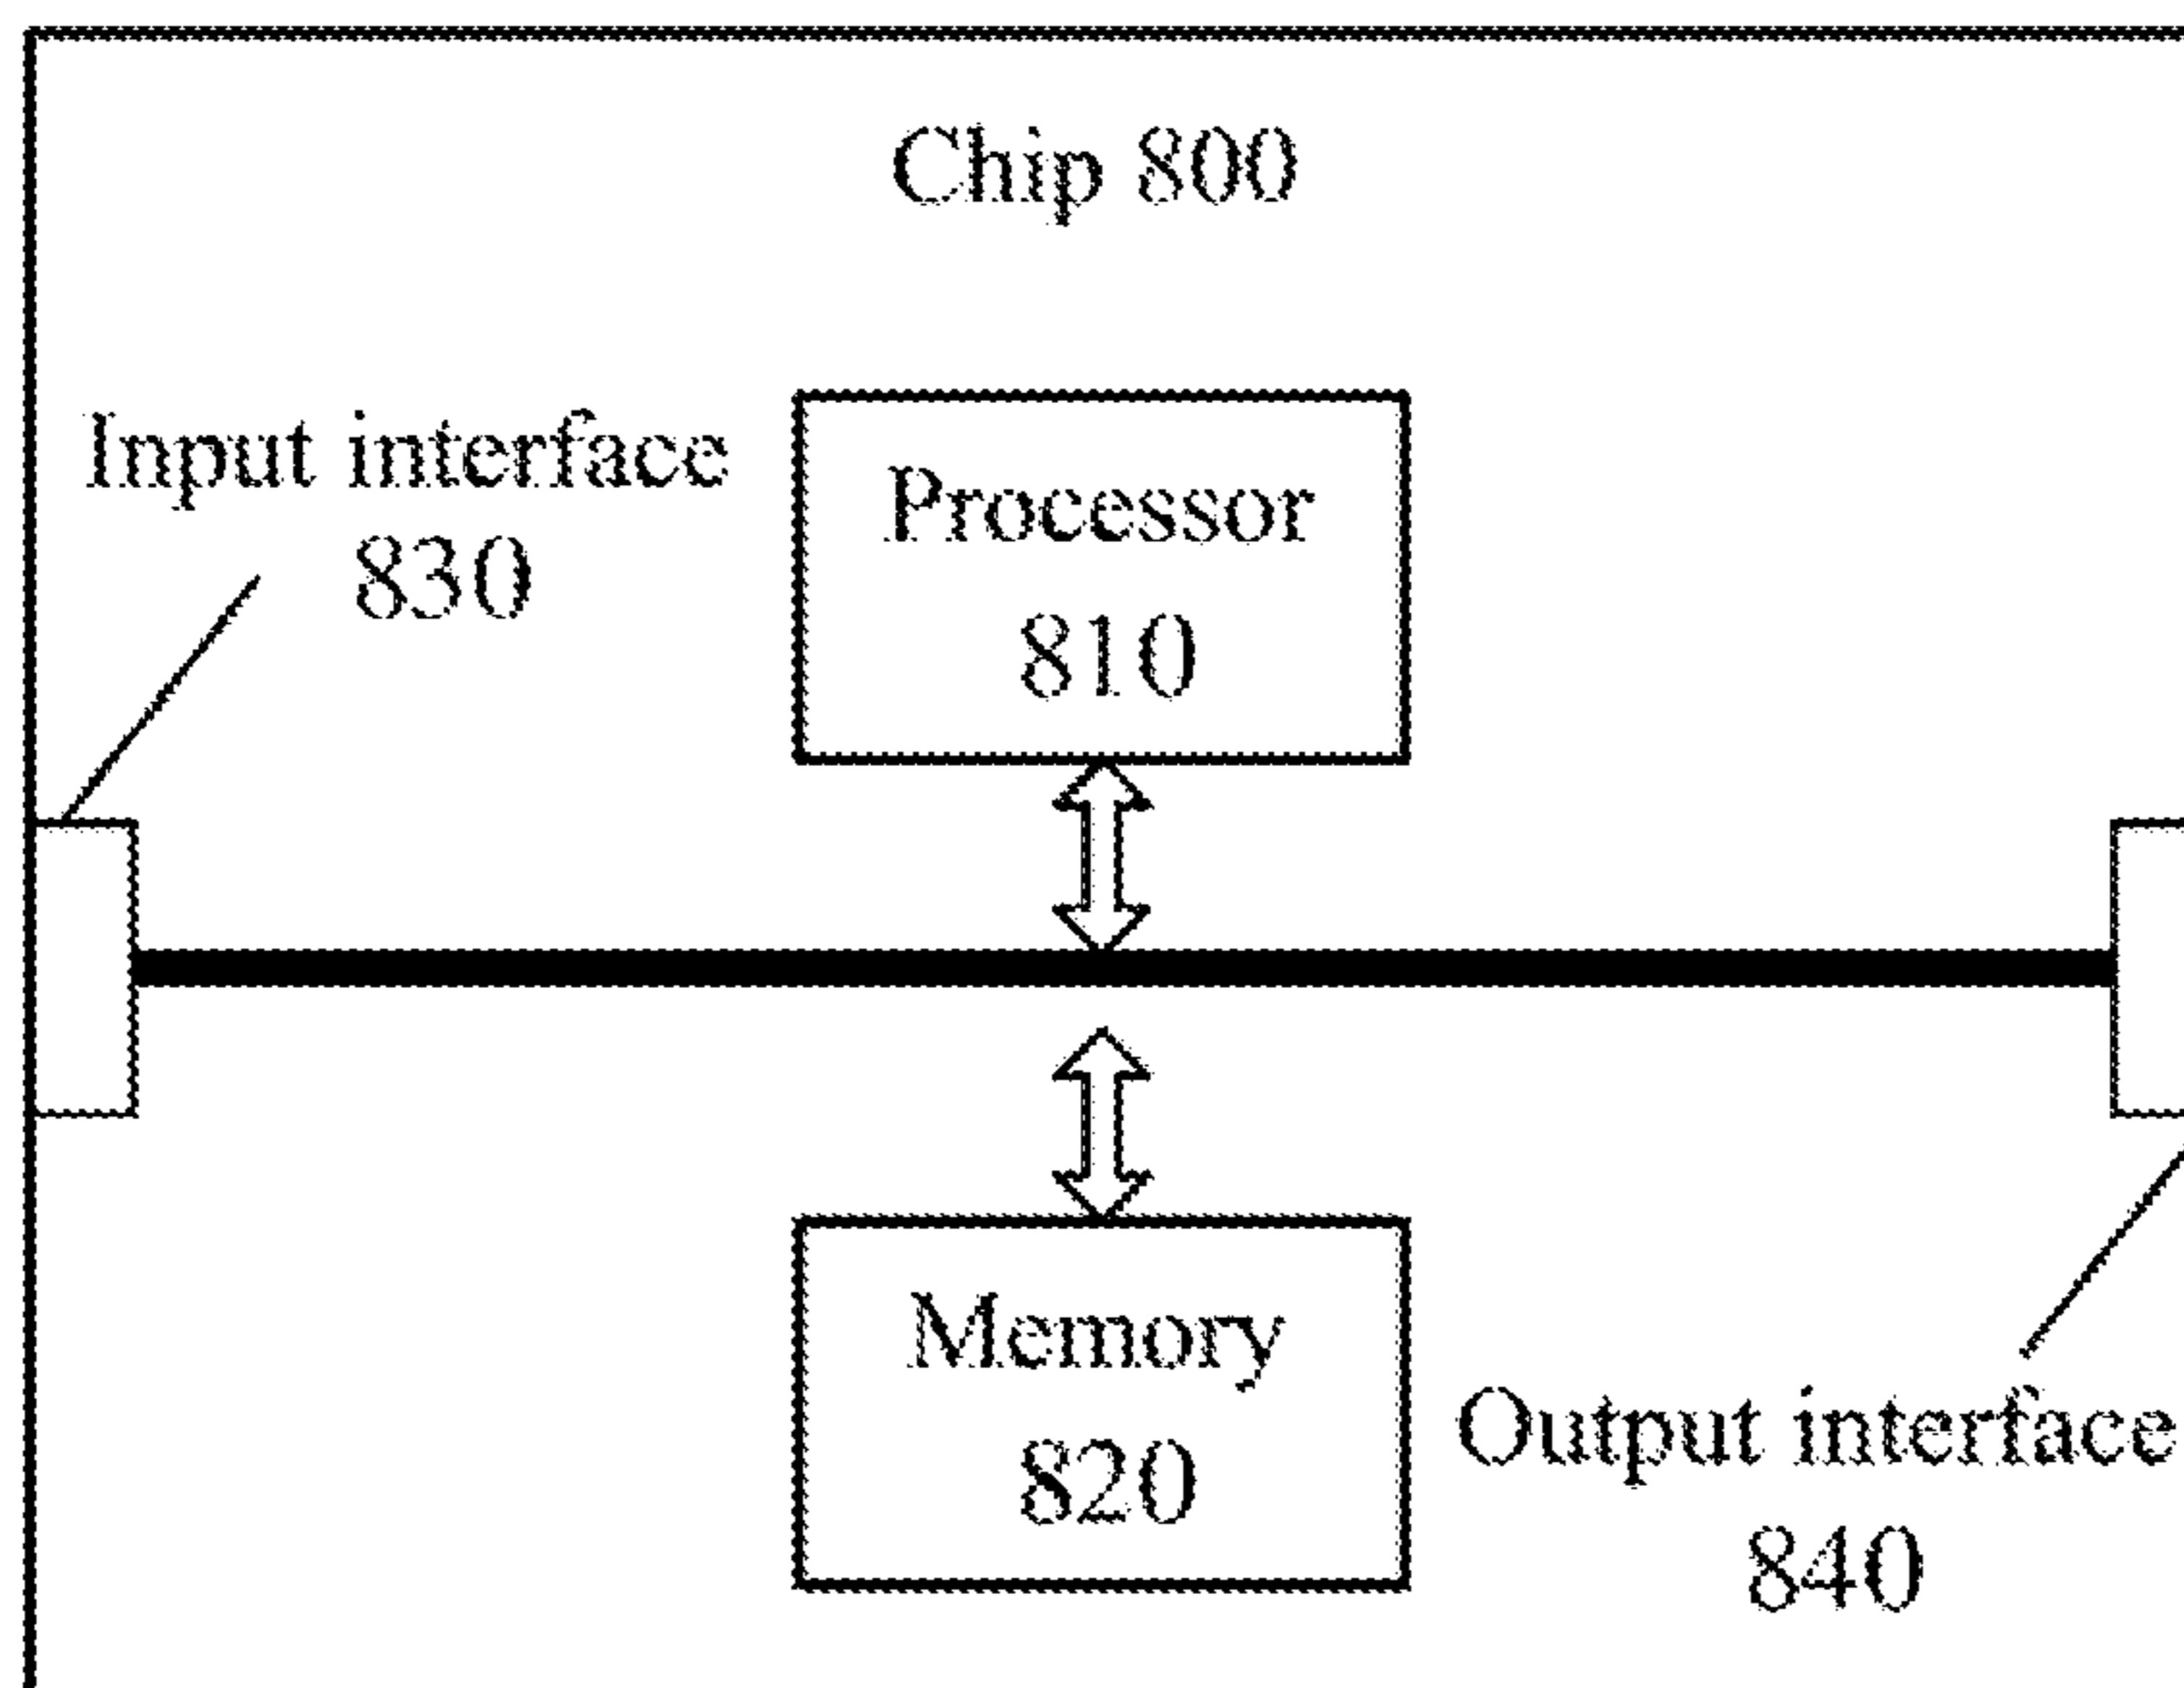 Chip 800
Input interface
830
Processor
810
Memory
820
Output interface
840